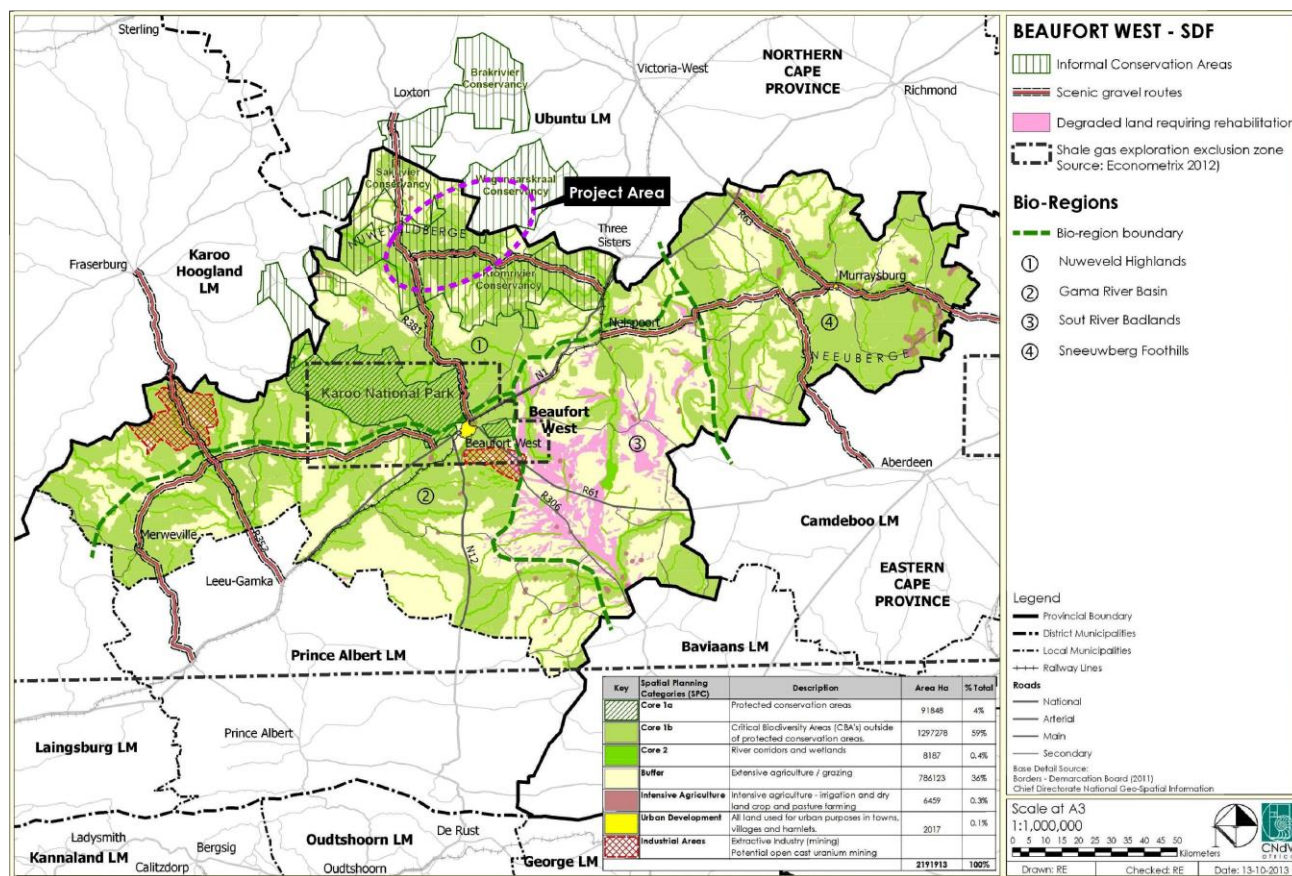 Sterling
Loxton
Brakrivier
Conservancy
Victoria-West
NORTHERN
CAPE
PROVINCE
Richmond
Ubuntu LM
Conservancy
Conservancy
Project Area
NUWEVELDBERGE
Three
Sisters
R63
Karoo
Hoogland
LM
Fraserburg
Murraysburg
Kromrivier
Conservancy
R381
Nelspoort
①
④
SNEEUBERGE
N1
Karoo National Park
Beaufort
West
Beaufort West
③
Aberdeen
②
R61
R306
Camdeboo LM
Merweville
R353
N12
Leeu-Gamka
EASTERN
CAPE
PROVINCE
Prince Albert LM
Baviaans LM
Laingsburg LM
Prince Albert
Ladysmith
Bergsig
De Rust
Oudtshoorn LM
Kannaland LM
Calitzdorp
Oudtshoorn
George LM
Key Spatial Planning Categories (SPC) Description Area Ha % Total
Core 1a Protected conservation areas 91848 4%
Core 1b Critical Biodiversity Areas (CBA's) outside 1297278 59%
of protected conservation areas.
Core 2 River corridors and wetlands 8187 0.4%
Buffer Extensive agriculture / grazing 786123 36%
Intensive Agriculture Intensive agriculture - irrigation and dry 6459 0.3%
land crop and pasture farming
Urban Development All land used for urban purposes in towns, 2017 0.1%
villages and hamlets.
Industrial Areas Extractive Industry (mining)
Potential open cast uranium mining
2191913 100%
BEAUFORT WEST - SDF
Informal Conservation Areas
Scenic gravel routes
Degraded land requiring rehabilitation
Shale gas exploration exclusion zone
Source: Econometrix 2012)
Bio-Regions
Bio-region boundary
① Nuweveld Highlands
② Gama River Basin
③ Sout River Badlands
④ Sneeuwberg Foothills
Legend
Provincial Boundary
District Municipalities
Local Municipalities
Railway Lines
Roads
National
Arterial
Main
Secondary
Base Detail Source:
Borders - Demarcation Board (2011)
Chief Directorate National Geo-Spatial Information
Scale at A3
1:1,000,000
0 5 10 15 20 25 30 35 40 45 50
Kilometers
CNdV
africa
Drawn: RE Checked: RE Date: 13-10-2013